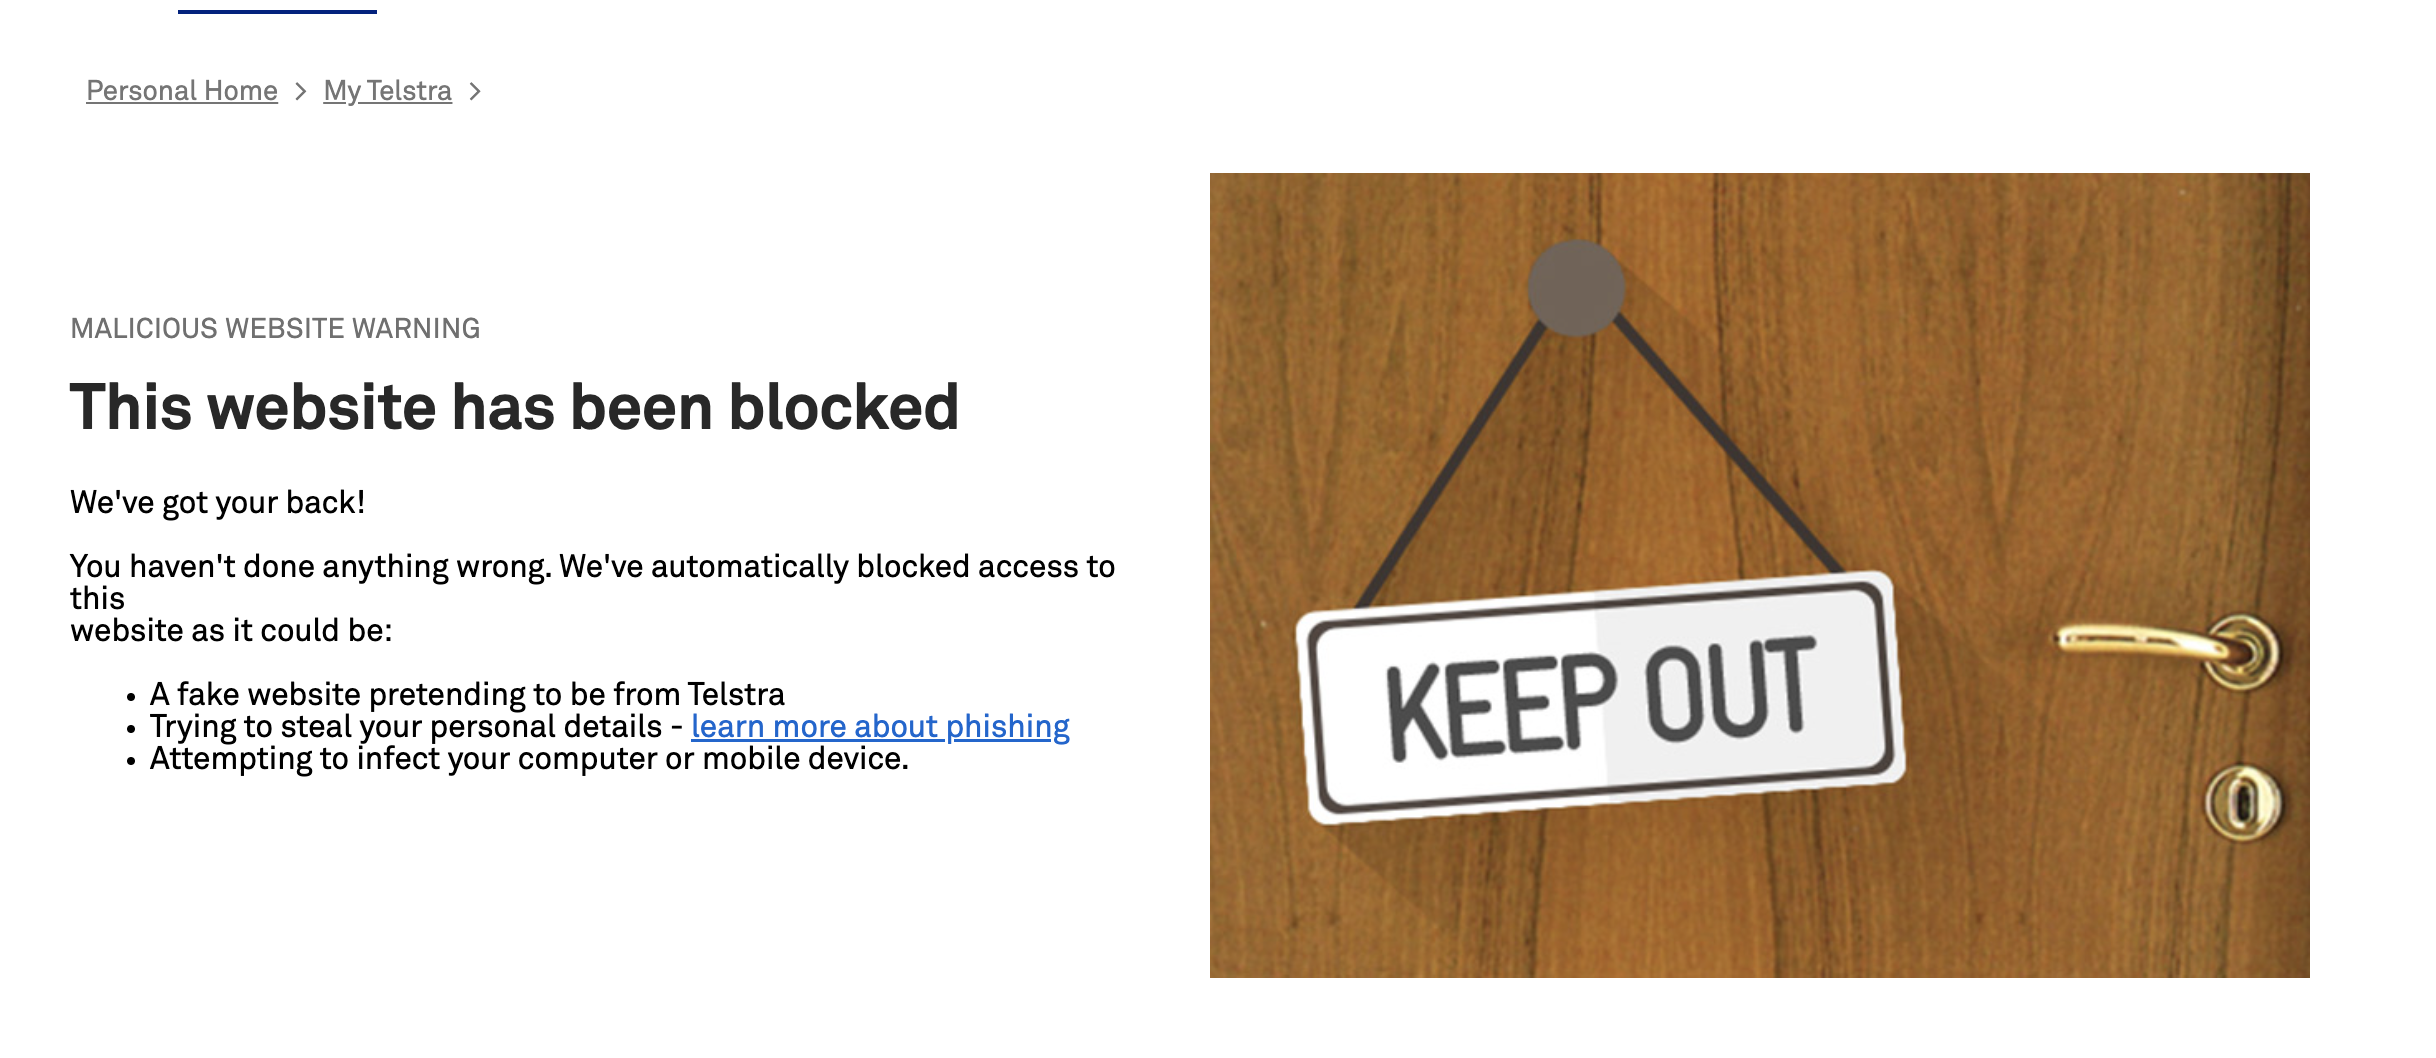 Personal Home > My Telstra >
MALICIOUS WEBSITE WARNING
This website has been blocked
We've got your back!
You haven't done anything wrong. We've automatically blocked access to
this
website as it could be:
• A fake website pretending to be from Telstra
• Trying to steal your personal details - learn more about phishing
• Attempting to infect your computer or mobile device.
KEEP OUT